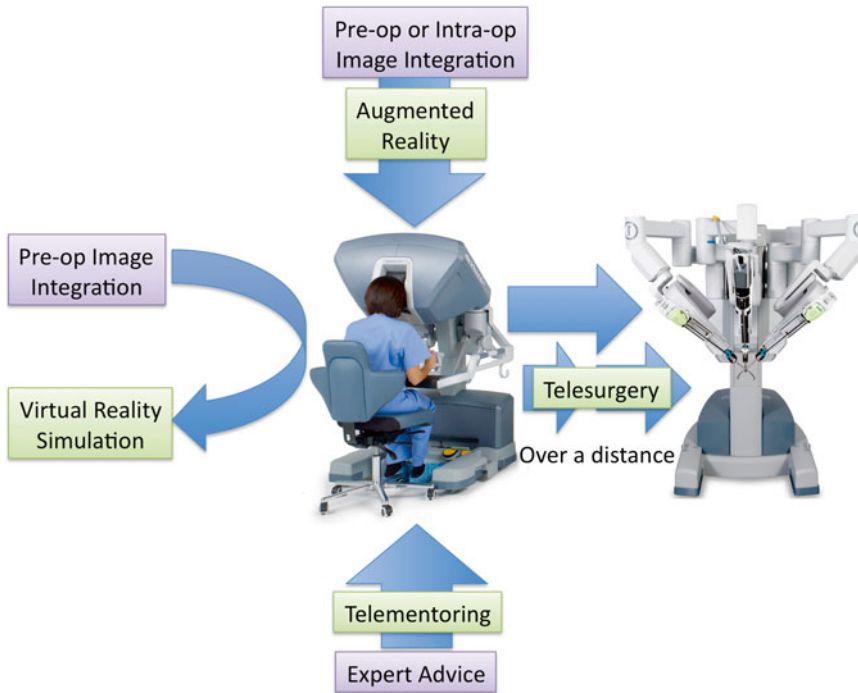 Pre-op or Intra-op
Image Integration
Augmented
Reality
Pre-op Image
Integration
Virtual Reality
Simulation
Telesurgery
Over a distance
Telementoring
Expert Advice